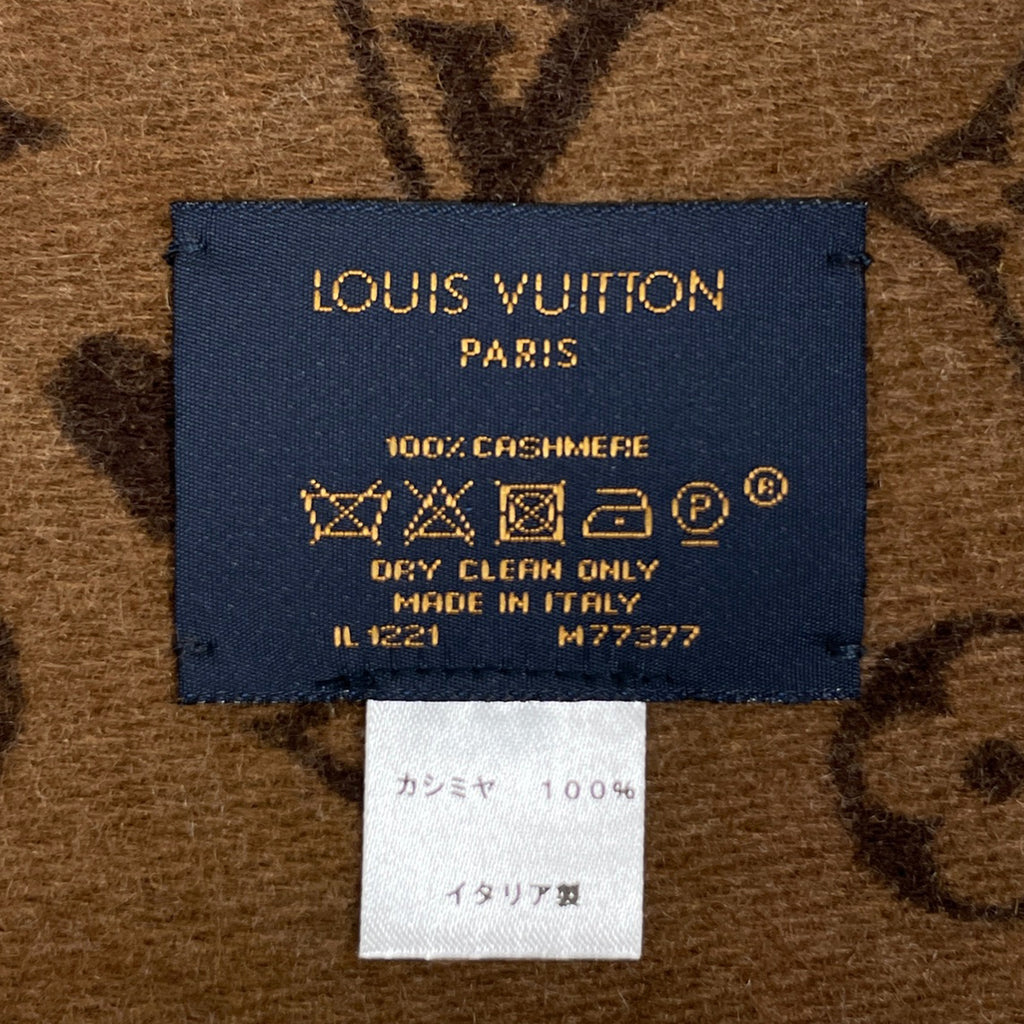 LOUIS VUITTON
PARIS
100% CASHMERE
P ®
DRY CLEAN ONLY
MADE IN ITALY
IL1221 M77377
カシミヤ 100%
イタリア製